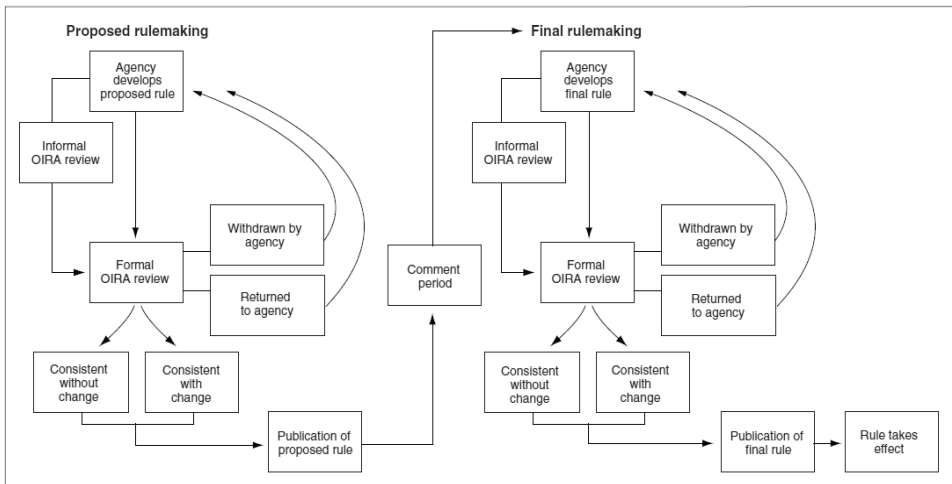 Proposed rulemaking
Agency
develops
proposed rule
Informal
OIRA review
Withdrawn by
agency
Formal
OIRA review
Returned
to agency
Consistent
without
change
Consistent
with
change
Publication of
proposed rule
Comment
period
Final rulemaking
Agency
develops
final rule
Informal
OIRA review
Withdrawn by
agency
Formal
OIRA review
Returned
to agency
Consistent
without
change
Consistent
with
change
Publication of
final rule
Rule takes
effect